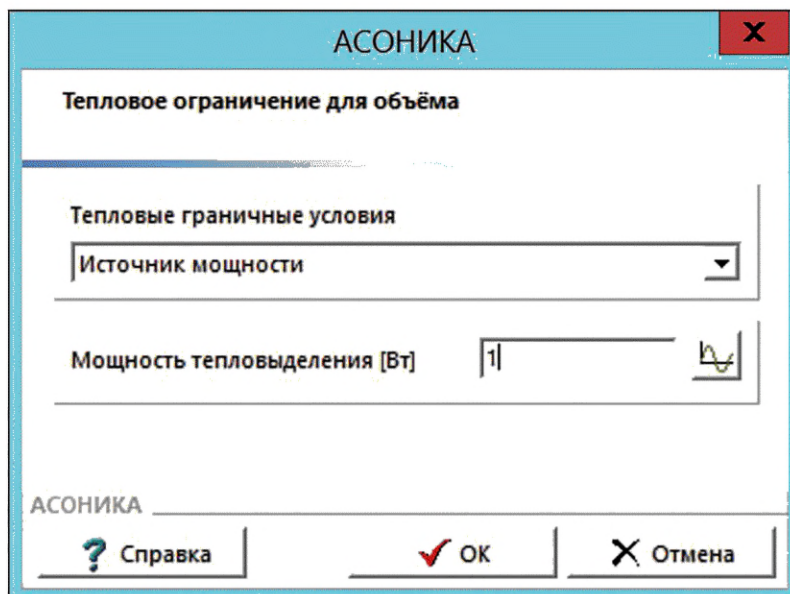 АСОНИКА
Тепловое ограничение для объёма
Тепловые граничные условия
Источник мощности
Мощность тепловыделения [Вт] 1
АСОНИКА
Справка OK Отмена